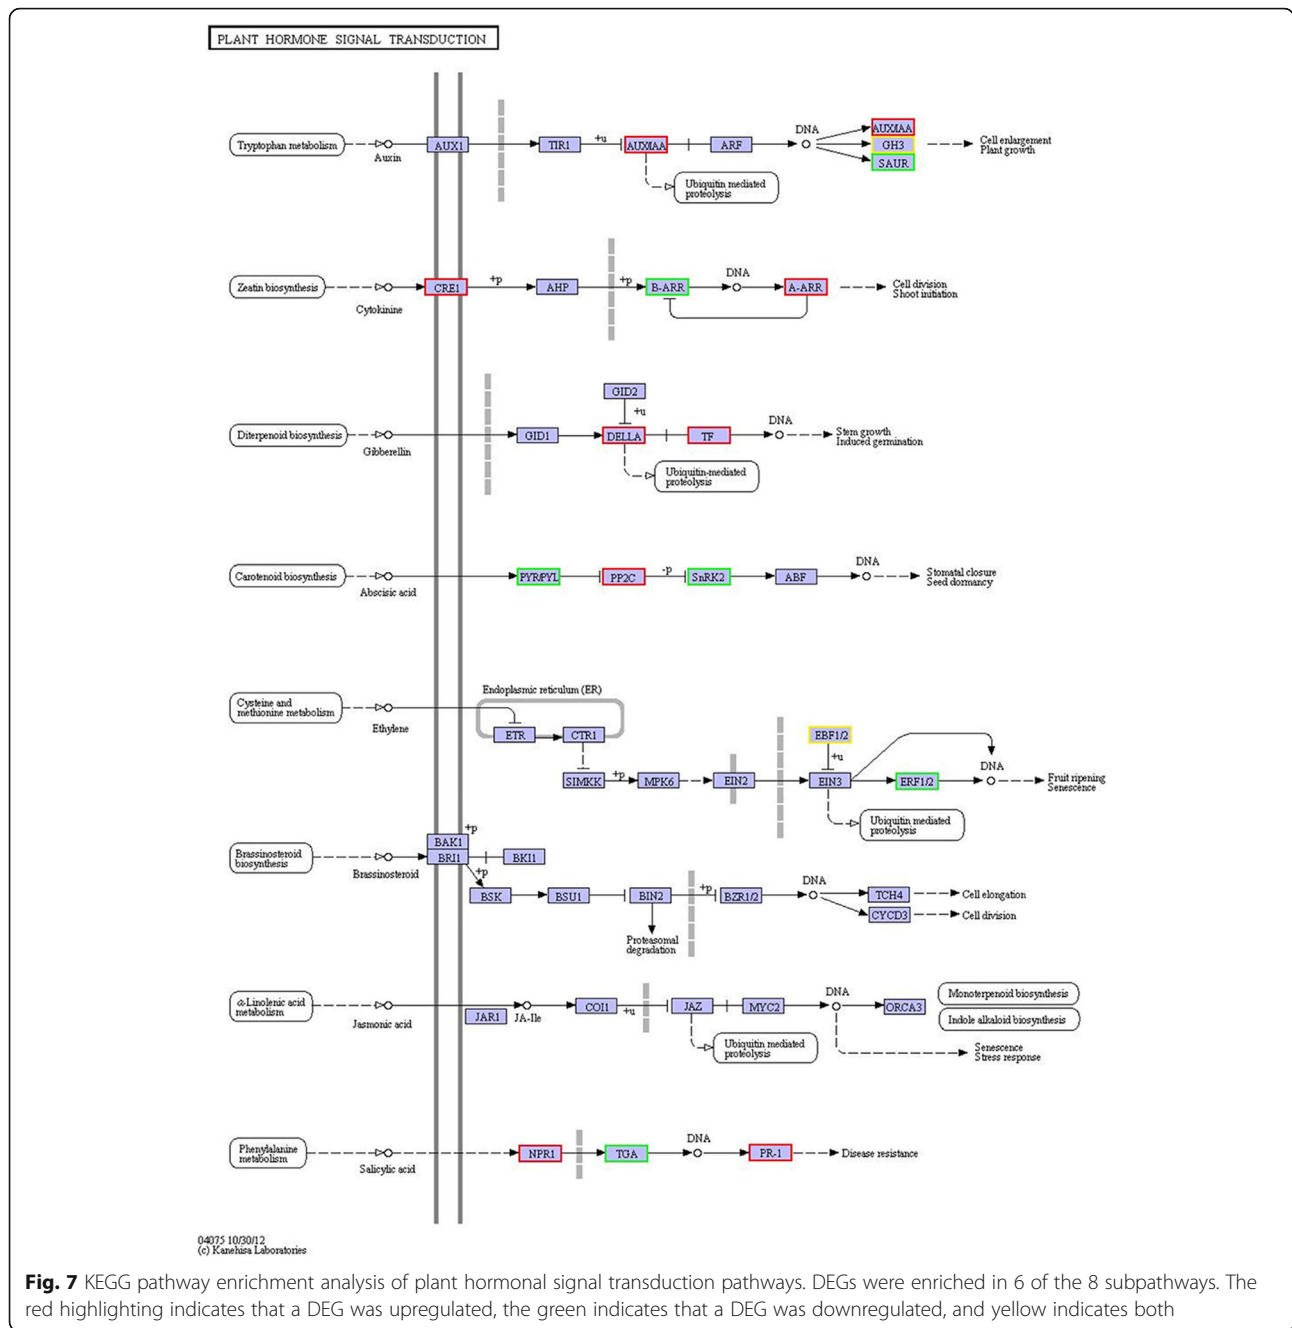 PLANT HORMONE SIGNAL TRANSDUCTION
Tryptophan metabolism
Auxin
AUX1
TIR1
+u
AUX/IAA
ARF
DNA
AUX/IAA
GH3
SAUR
Cell enlargement
Plant growth
Ubiquitin mediated
proteolysis
Zeatin biosynthesis
Cytokinine
CRE1
+p
AHP
+p
B-ARR
DNA
A-ARR
Cell division
Shoot initiation
GID2
+u
Diterpenoid biosynthesis
Gibberellin
GID1
DELLA
TF
DNA
Stem growth
Induced germination
Ubiquitin-mediated
proteolysis
Carotenoid biosynthesis
Abscisic acid
PYR/PYL
PP2C
-p
SnRK2
ABF
DNA
Stomatal closure
Seed dormancy
Cysteine and
methionine metabolism
Ethylene
Endoplasmic reticulum (ER)
ETR
CTR1
SIMKK
+p
MPK6
EIN2
EBF1/2
+u
EIN3
ERF1/2
DNA
Fruit ripening
Senescence
Ubiquitin mediated
proteolysis
Brassinosteroid
biosynthesis
Brassinosteroid
BAK1
+p
BRI1
BKI1
+p
BSK
BSU1
BIN2
+p
BZR1/2
DNA
TCH4
Cell elongation
CYCD3
Cell division
Proteasomal
degradation
α-Linolenic acid
metabolism
Jasmonic acid
JAR1
JA-Ile
COI1
+u
JAZ
MYC2
DNA
ORCA3
Monoterpenoid biosynthesis
Indole alkaloid biosynthesis
Ubiquitin mediated
proteolysis
Senescence
Stress response
Phenylalanine
metabolism
Salicylic acid
NPR1
TGA
DNA
PR-1
Disease resistance
04075 10/30/12
(c) Kanehisa Laboratories
Fig. 7 KEGG pathway enrichment analysis of plant hormonal signal transduction pathways. DEGs were enriched in 6 of the 8 subpathways. The
red highlighting indicates that a DEG was upregulated, the green indicates that a DEG was downregulated, and yellow indicates both